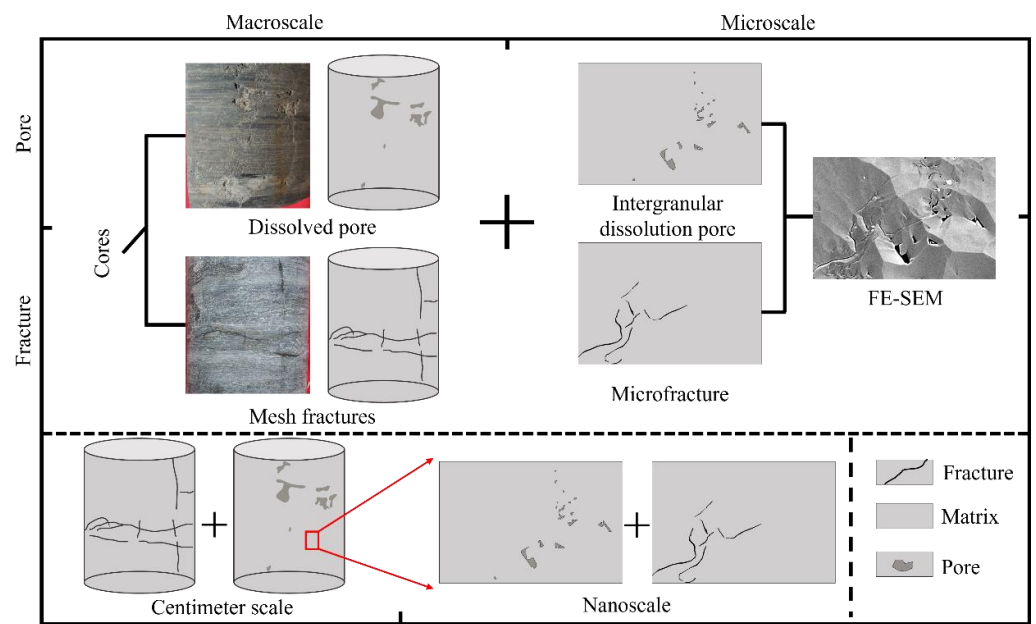 Macroscale
Microscale
Porc
Fracture
Cores
Dissolved pore
Mesh fractures
Intergranular
dissolution pore
Microfracture
FE-SEM
Centimeter scale
Nanoscale
Fracture
Matrix
Pore